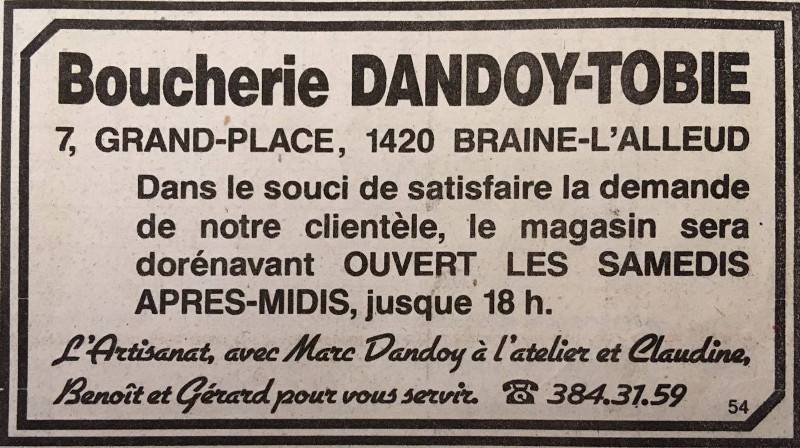 Boucherie DANDOY-TOBIE
7, GRAND-PLACE, 1420 BRAINE-L'ALLEUD
Dans le souci de satisfaire la demande
de notre clientèle, le magasin sera
dorénavant OUVERT LES SAMEDIS
APRES-MIDIS, jusque 18 h.
L'Artisanat, avec Marc Dandoy à l'atelier et Claudine,
Benoît et Gérard pour vous servir. ☎ 384.31.59
54